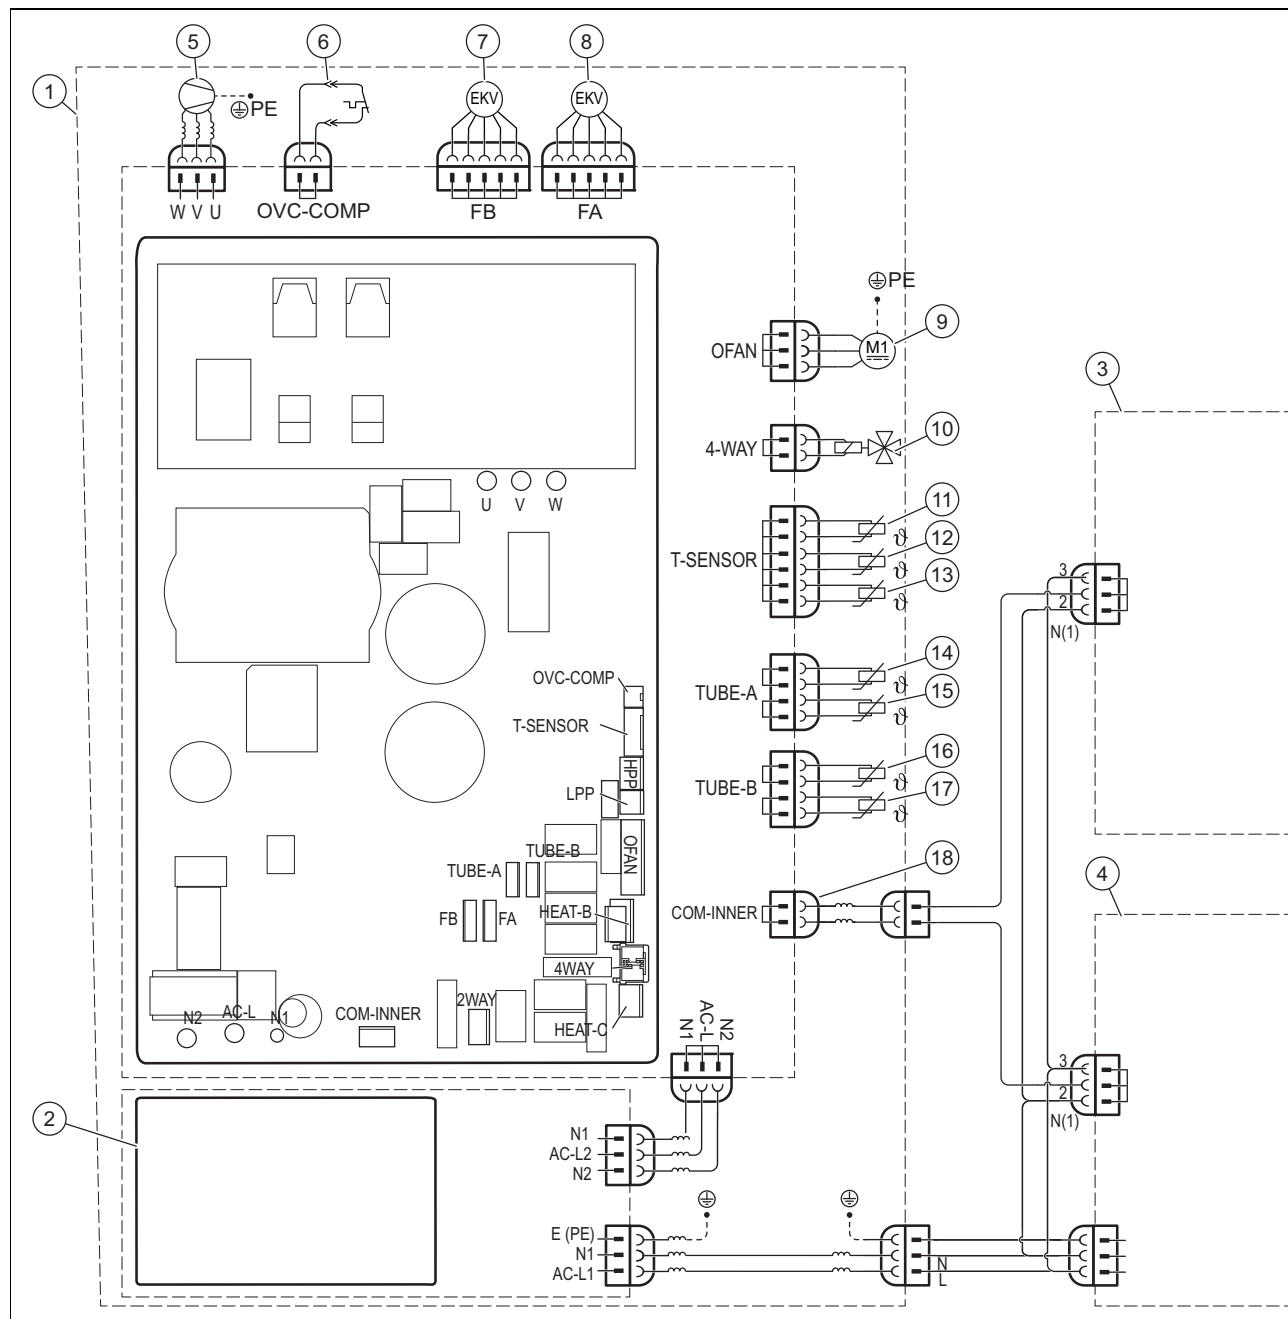 5
6
7
8
1
EKV
EKV
PE
W V U
OVC-COMP
FB
FA
PE
9
OFAN
M1
3
4-WAY
10
U
V
W
11
T-SENSOR
ϑ
12
ϑ
13
ϑ
3
2
N(1)
14
OVC-COMP
TUBE-A
ϑ
15
ϑ
T-SENSOR
16
HPP
TUBE-B
ϑ
17
LPP
ϑ
OFAN
TUBE-B
TUBE-A
18
4
FB
FA
HEAT-B
COM-INNER
4WAY
2WAY
N2
AC-L
N1
COM-INNER
HEAT-C
N1
AC-L
N2
3
2
N(1)
2
N1
AC-L2
N2
E (PE)
N1
AC-L1
N
L